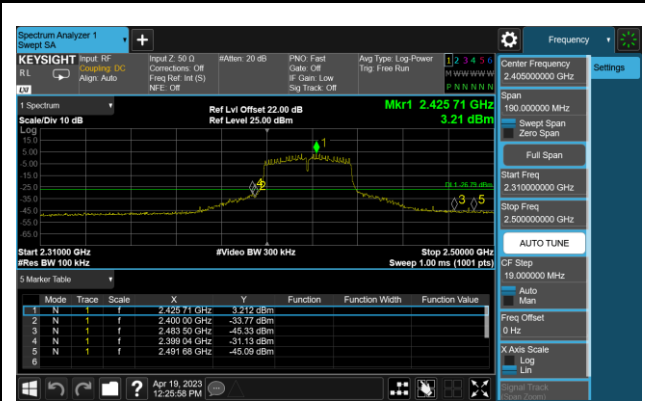 Spectrum Analyzer 1
Swept SA
+
Frequency
KEYSIGHT
RL
LXI
Input: RF
Coupling: DC
Align: Auto
Input Z: 50 Ω
Corrections: Off
Freq Ref: Int (S)
NFE: Off
#Atten: 20 dB
PNO: Fast
Gate: Off
IF Gain: Low
Sig Track: Off
Avg Type: Log-Power
Trig: Free Run
1 2 3 4 5 6
M W W W W W
P N N N N N
1 Spectrum
Scale/Div 10 dB
Log
Ref Lvl Offset 22.00 dB
Ref Level 25.00 dBm
Mkr1 2.425 71 GHz
3.21 dBm
15.0
5.00
-5.00
-15.0
-25.0
-35.0
-45.0
-55.0
-65.0
1
3
5
DL1 -26.79 dBm
Start 2.31000 GHz
#Res BW 100 kHz
#Video BW 300 kHz
Stop 2.50000 GHz
Sweep 1.00 ms (1001 pts)
5 Marker Table
Mode Trace Scale X Y Function Function Width Function Value
1 N 1 f 2.425 71 GHz 3.212 dBm
2 N 1 f 2.400 00 GHz -33.77 dBm
3 N 1 f 2.483 50 GHz -45.33 dBm
4 N 1 f 2.399 04 GHz -31.13 dBm
5 N 1 f 2.491 68 GHz -45.09 dBm
6
?
Apr 19, 2023
12:25:58 PM
Center Frequency
2.405000000 GHz
Span
190.000000 MHz
Swept Span
Zero Span
Full Span
Start Freq
2.310000000 GHz
Stop Freq
2.500000000 GHz
AUTO TUNE
CF Step
19.000000 MHz
Auto
Man
Freq Offset
0 Hz
X Axis Scale
Log
Lin
Signal Track
(Span Zoom)
Settings